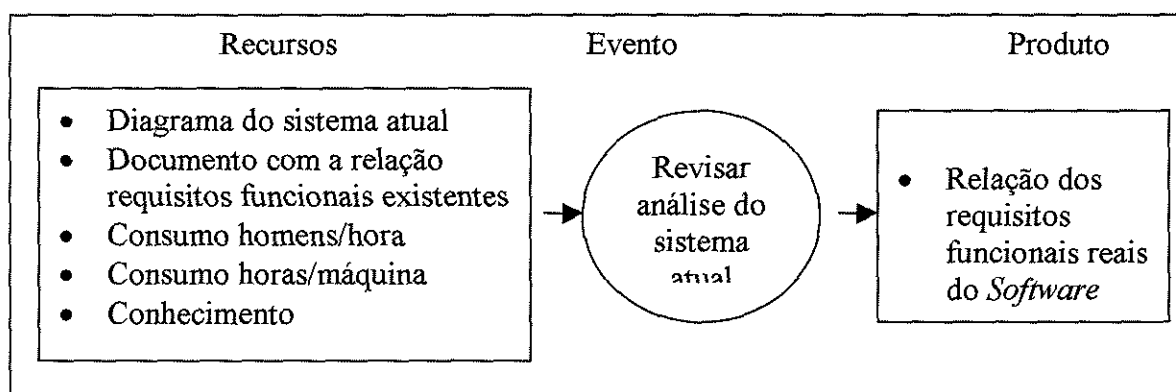 Recursos
Evento
Produto
• Diagrama do sistema atual
• Documento com a relação
requisitos funcionais existentes
• Consumo homens/hora
• Consumo horas/máquina
• Conhecimento
Revisar
análise do
sistema
atual
• Relação dos
requisitos
funcionais reais
do Software